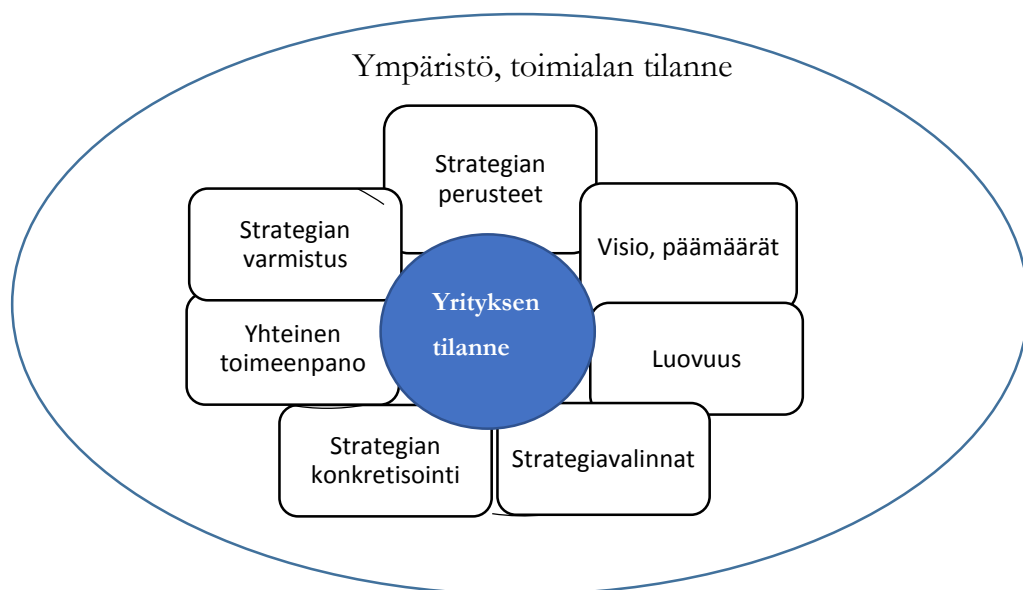 Ympäristö, toimialan tilanne
Strategian
perusteet
Visio, päämäärät
Luovuus
Strategiavalinnat
Strategian
konkretisointi
Yhteinen
toimeenpano
Strategian
varmistus
Yrityksen
tilanne